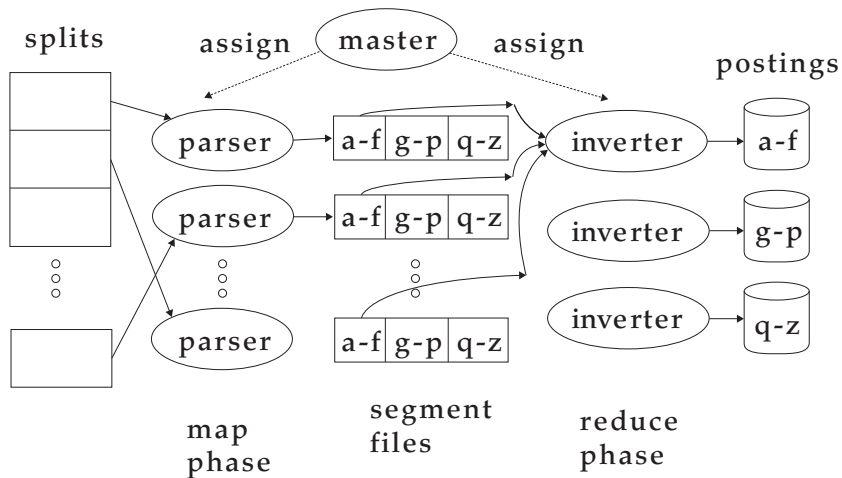 splits
assign
master
assign
postings
parser
a-f g-p q-z
inverter
a-f
parser
a-f g-p q-z
inverter
g-p
parser
a-f g-p q-z
inverter
q-z
map
phase
segment
files
reduce
phase